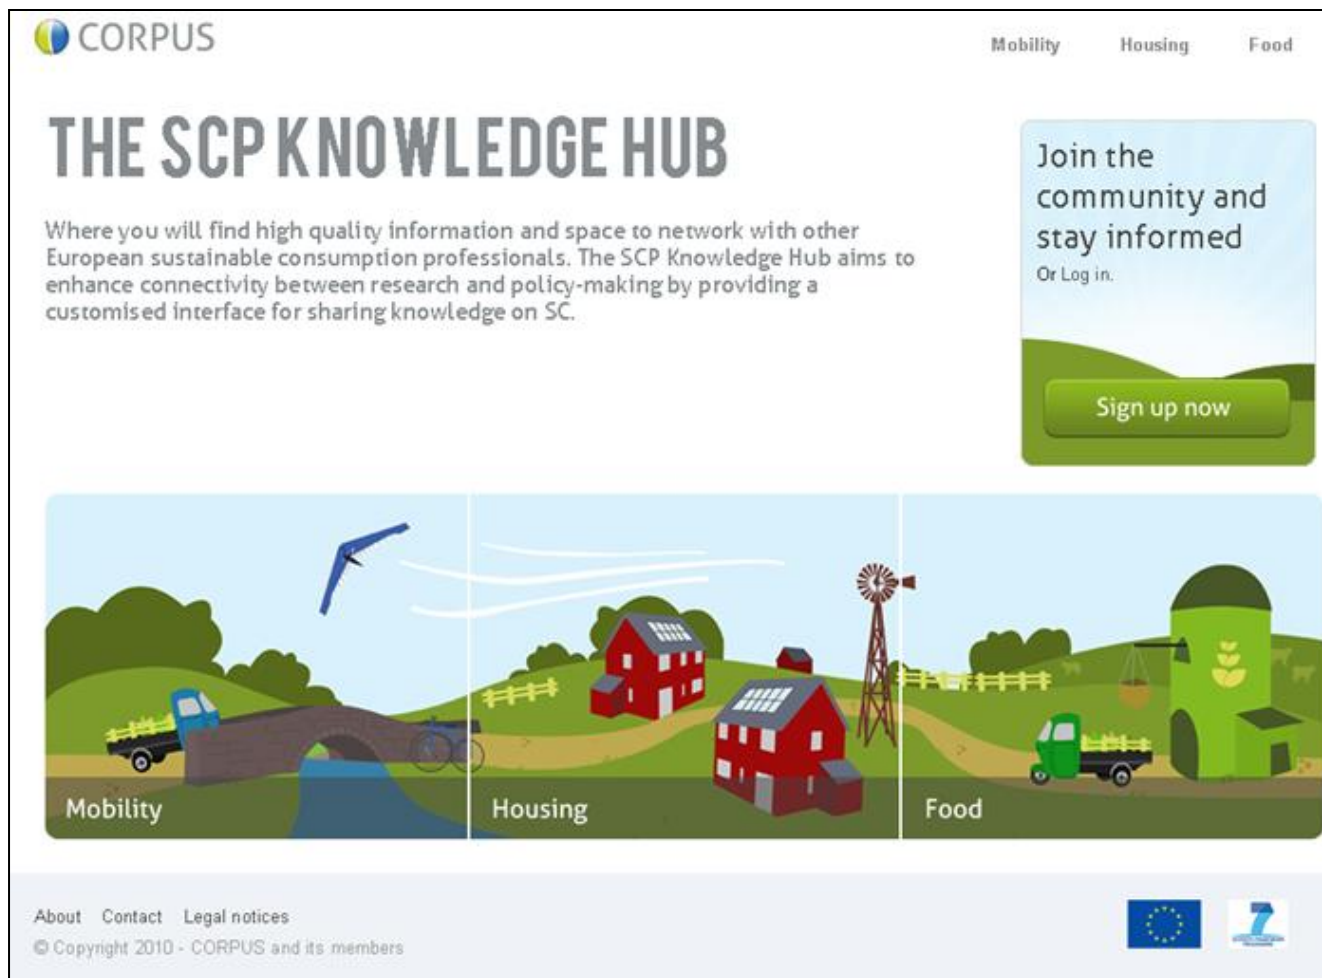 CORPUS
Mobility Housing Food
THE SCP KNOWLEDGE HUB
Where you will find high quality information and space to network with other
European sustainable consumption professionals. The SCP Knowledge Hub aims to
enhance connectivity between research and policy-making by providing a
customised interface for sharing knowledge on SC.
Join the
community and
stay informed
Or Log in.
Sign up now
Mobility
Housing
Food
About Contact Legal notices
© Copyright 2010 - CORPUS and its members